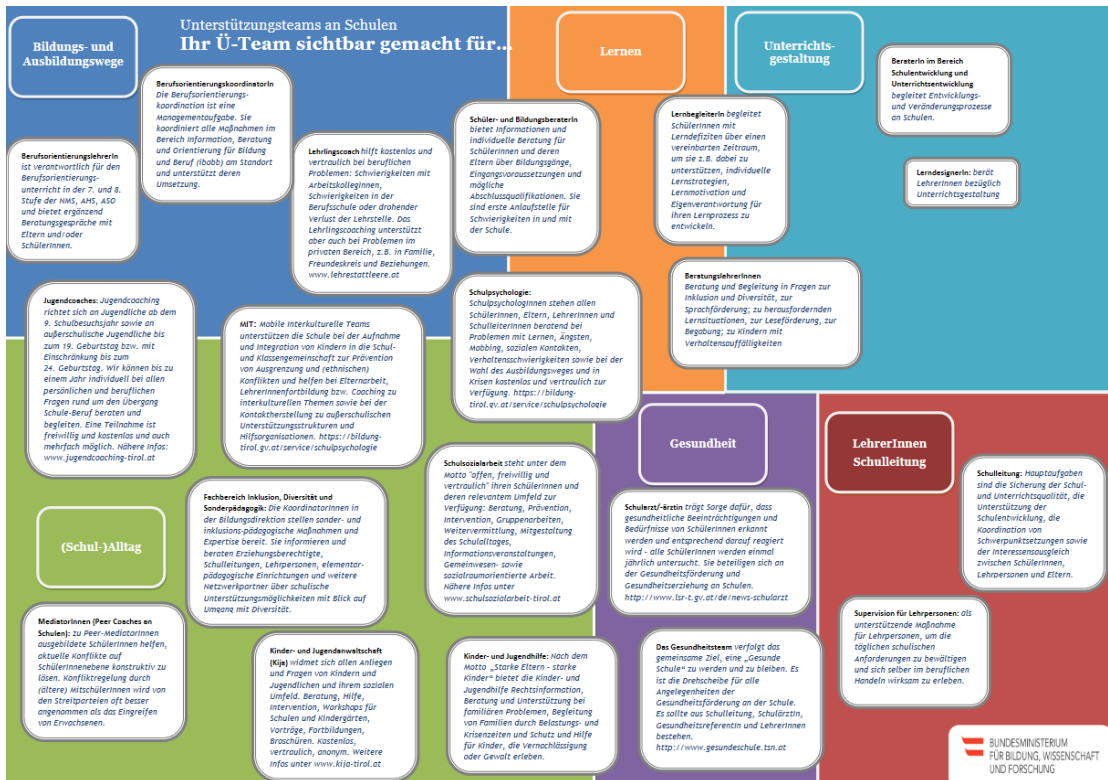 Unterstützungsteams an Schulen
Ihr Ü-Team sichtbar gemacht für...
Bildungs- und
Ausbildungswege
BerufsorientierungskoordinatorIn
Die Berufsorientierungs-
koordination ist eine
Managementaufgabe. Sie
koordiniert alle Maßnahmen im
Bereich Information, Beratung
und Orientierung für Bildung
und Beruf (ibobb) am Standort
und unterstützt deren
Umsetzung.
BerufsorientierungslehrerIn
ist verantwortlich für den
Berufsorientierungs-
unterricht in der 7. und 8.
Stufe der NMS, AHS, ASO
und bietet ergänzend
Beratungsgespräche mit
Eltern und/oder
SchülerInnen.
Lehrlingscoach hilft kostenlos und
vertraulich bei beruflichen
Problemen: Schwierigkeiten mit
ArbeitskollegInnen,
Schwierigkeiten in der
Berufsschule oder drohender
Verlust der Lehrstelle. Das
Lehrlingscoaching unterstützt
aber auch bei Problemen im
privaten Bereich, z.B. in Familie,
Freundeskreis und Beziehungen.
www.lehrestattleere.at
Schüler- und BildungsberaterIn
bietet Informationen und
individuelle Beratung für
SchülerInnen und deren
Eltern über Bildungsgänge,
Eingangsvoraussetzungen und
mögliche
Abschlussqualifikationen. Sie
sind erste Anlaufstelle für
Schwierigkeiten in und mit
der Schule.
Lernen
LernbegleiterIn begleitet
SchülerInnen mit
Lerndefiziten über einen
vereinbarten Zeitraum,
um sie z.B. dabei zu
unterstützen, individuelle
Lernstrategien,
Lernmotivation und
Eigenverantwortung für
ihren Lernprozess zu
entwickeln.
Unterrichts-
gestaltung
BeraterIn im Bereich
Schulentwicklung und
Unterrichtsentwicklung
begleitet Entwicklungs-
und Veränderungsprozesse
an Schulen.
LerndesignerIn: berät
LehrerInnen bezüglich
Unterrichtsgestaltung
BeratungslehrerInnen
Beratung und Begleitung in Fragen zur
Inklusion und Diversität, zur
Sprachförderung; zu herausfordernden
Lernsituationen, zur Leseförderung, zur
Begabung; zu Kindern mit
Verhaltensauffälligkeiten
Jugendcoaches: Jugendcoaching
richtet sich an Jugendliche ab dem
9. Schulbesuchsjahr sowie an
außerschulische Jugendliche bis
zum 19. Geburtstag bzw. mit
Einschränkung bis zum
24. Geburtstag. Wir können bis zu
einem Jahr individuell bei allen
persönlichen und beruflichen
Fragen rund um den Übergang
Schule-Beruf beraten und
begleiten. Eine Teilnahme ist
freiwillig und kostenlos und auch
mehrfach möglich. Nähere Infos:
www.jugendcoaching-tirol.at
MIT: Mobile Interkulturelle Teams
unterstützen die Schule bei der Aufnahme
und Integration von Kindern in die Schul-
und Klassengemeinschaft zur Prävention
von Ausgrenzung und (ethnischen)
Konflikten und helfen bei Elternarbeit,
LehrerInnenfortbildung bzw. Coaching zu
interkulturellen Themen sowie bei der
Kontaktherstellung zu außerschulischen
Unterstützungsstrukturen und
Hilfsorganisationen. https://bildung-
tirol.gv.at/service/schulpsychologie
Schulpsychologie:
SchulpsychologInnen stehen allen
SchülerInnen, Eltern, LehrerInnen und
SchulleiterInnen beratend bei
Problemen mit Lernen, Ängsten,
Mobbing, sozialen Kontakten,
Verhaltensschwierigkeiten sowie bei der
Wahl des Ausbildungsweges und in
Krisen kostenlos und vertraulich zur
Verfügung. https://bildung-
tirol.gv.at/service/schulpsychologie
(Schul-)Alltag
Fachbereich Inklusion, Diversität und
Sonderpädagogik: Die KoordinatorInnen in
der Bildungsdirektion stellen sonder- und
inklusions-pädagogische Maßnahmen und
Expertise bereit. Sie informieren und
beraten Erziehungsberechtigte,
Schulleitungen, Lehrpersonen, elementar-
pädagogische Einrichtungen und weitere
Netzwerkpartner über schulische
Unterstützungsmöglichkeiten mit Blick auf
Umgang mit Diversität.
Schulsozialarbeit steht unter dem
Motto "offen, freiwillig und
vertraulich" ihren SchülerInnen und
deren relevantem Umfeld zur
Verfügung: Beratung, Prävention,
Intervention, Gruppenarbeiten,
Weitervermittlung, Mitgestaltung
des Schulalltages,
Informationsveranstaltungen,
Gemeinwesen- sowie
sozialraumorientierte Arbeit.
Nähere Infos unter
www.schulsozialarbeit-tirol.at
MediatorInnen (Peer Coaches an
Schulen): zu Peer-MediatorInnen
ausgebildete SchülerInnen helfen,
aktuelle Konflikte auf
SchülerInnenebene konstruktiv zu
lösen. Konfliktregelung durch
(ältere) MitschülerInnen wird von
den Streitparteien oft besser
angenommen als das Eingreifen
von Erwachsenen.
Kinder- und Jugendanwaltschaft
(Kija) widmet sich allen Anliegen
und Fragen von Kindern und
Jugendlichen und ihrem sozialen
Umfeld. Beratung, Hilfe,
Intervention, Workshops für
Schulen und Kindergärten,
Vorträge, Fortbildungen,
Broschüren. Kostenlos,
vertraulich, anonym. Weitere
Infos unter www.kija-tirol.at
Kinder- und Jugendhilfe: Nach dem
Motto „Starke Eltern - starke
Kinder“ bietet die Kinder- und
Jugendhilfe Rechtsinformation,
Beratung und Unterstützung bei
familiären Problemen, Begleitung
von Familien durch Belastungs- und
Krisenzeiten und Schutz und Hilfe
für Kinder, die Vernachlässigung
oder Gewalt erleben.
Gesundheit
Schularzt/-ärztin trägt Sorge dafür, dass
gesundheitliche Beeinträchtigungen und
Bedürfnisse von SchülerInnen erkannt
werden und entsprechend darauf reagiert
wird – alle SchülerInnen werden einmal
jährlich untersucht. Sie beteiligen sich an
der Gesundheitsförderung und
Gesundheitserziehung an Schulen.
http://www.lsr-t.gv.at/de/news-schularzt
Das Gesundheitsteam verfolgt das
gemeinsame Ziel, eine „Gesunde
Schule“ zu werden und zu bleiben. Es
ist die Drehscheibe für alle
Angelegenheiten der
Gesundheitsförderung an der Schule.
Es sollte aus Schulleitung, SchulärztIn,
GesundheitsreferentIn und LehrerInnen
bestehen.
http://www.gesundeschule.tsn.at
LehrerInnen
Schulleitung
Schulleitung: Hauptaufgaben
sind die Sicherung der Schul-
und Unterrichtsqualität, die
Unterstützung der
Schulentwicklung, die
Koordination von
Schwerpunktsetzungen sowie
der Interessensausgleich
zwischen SchülerInnen,
Lehrpersonen und Eltern.
Supervision für Lehrpersonen: als
unterstützende Maßnahme
für Lehrpersonen, um die
täglichen schulischen
Anforderungen zu bewältigen
und sich selber im beruflichen
Handeln wirksam zu erleben.
BUNDESMINISTERIUM
FÜR BILDUNG, WISSENSCHAFT
UND FORSCHUNG